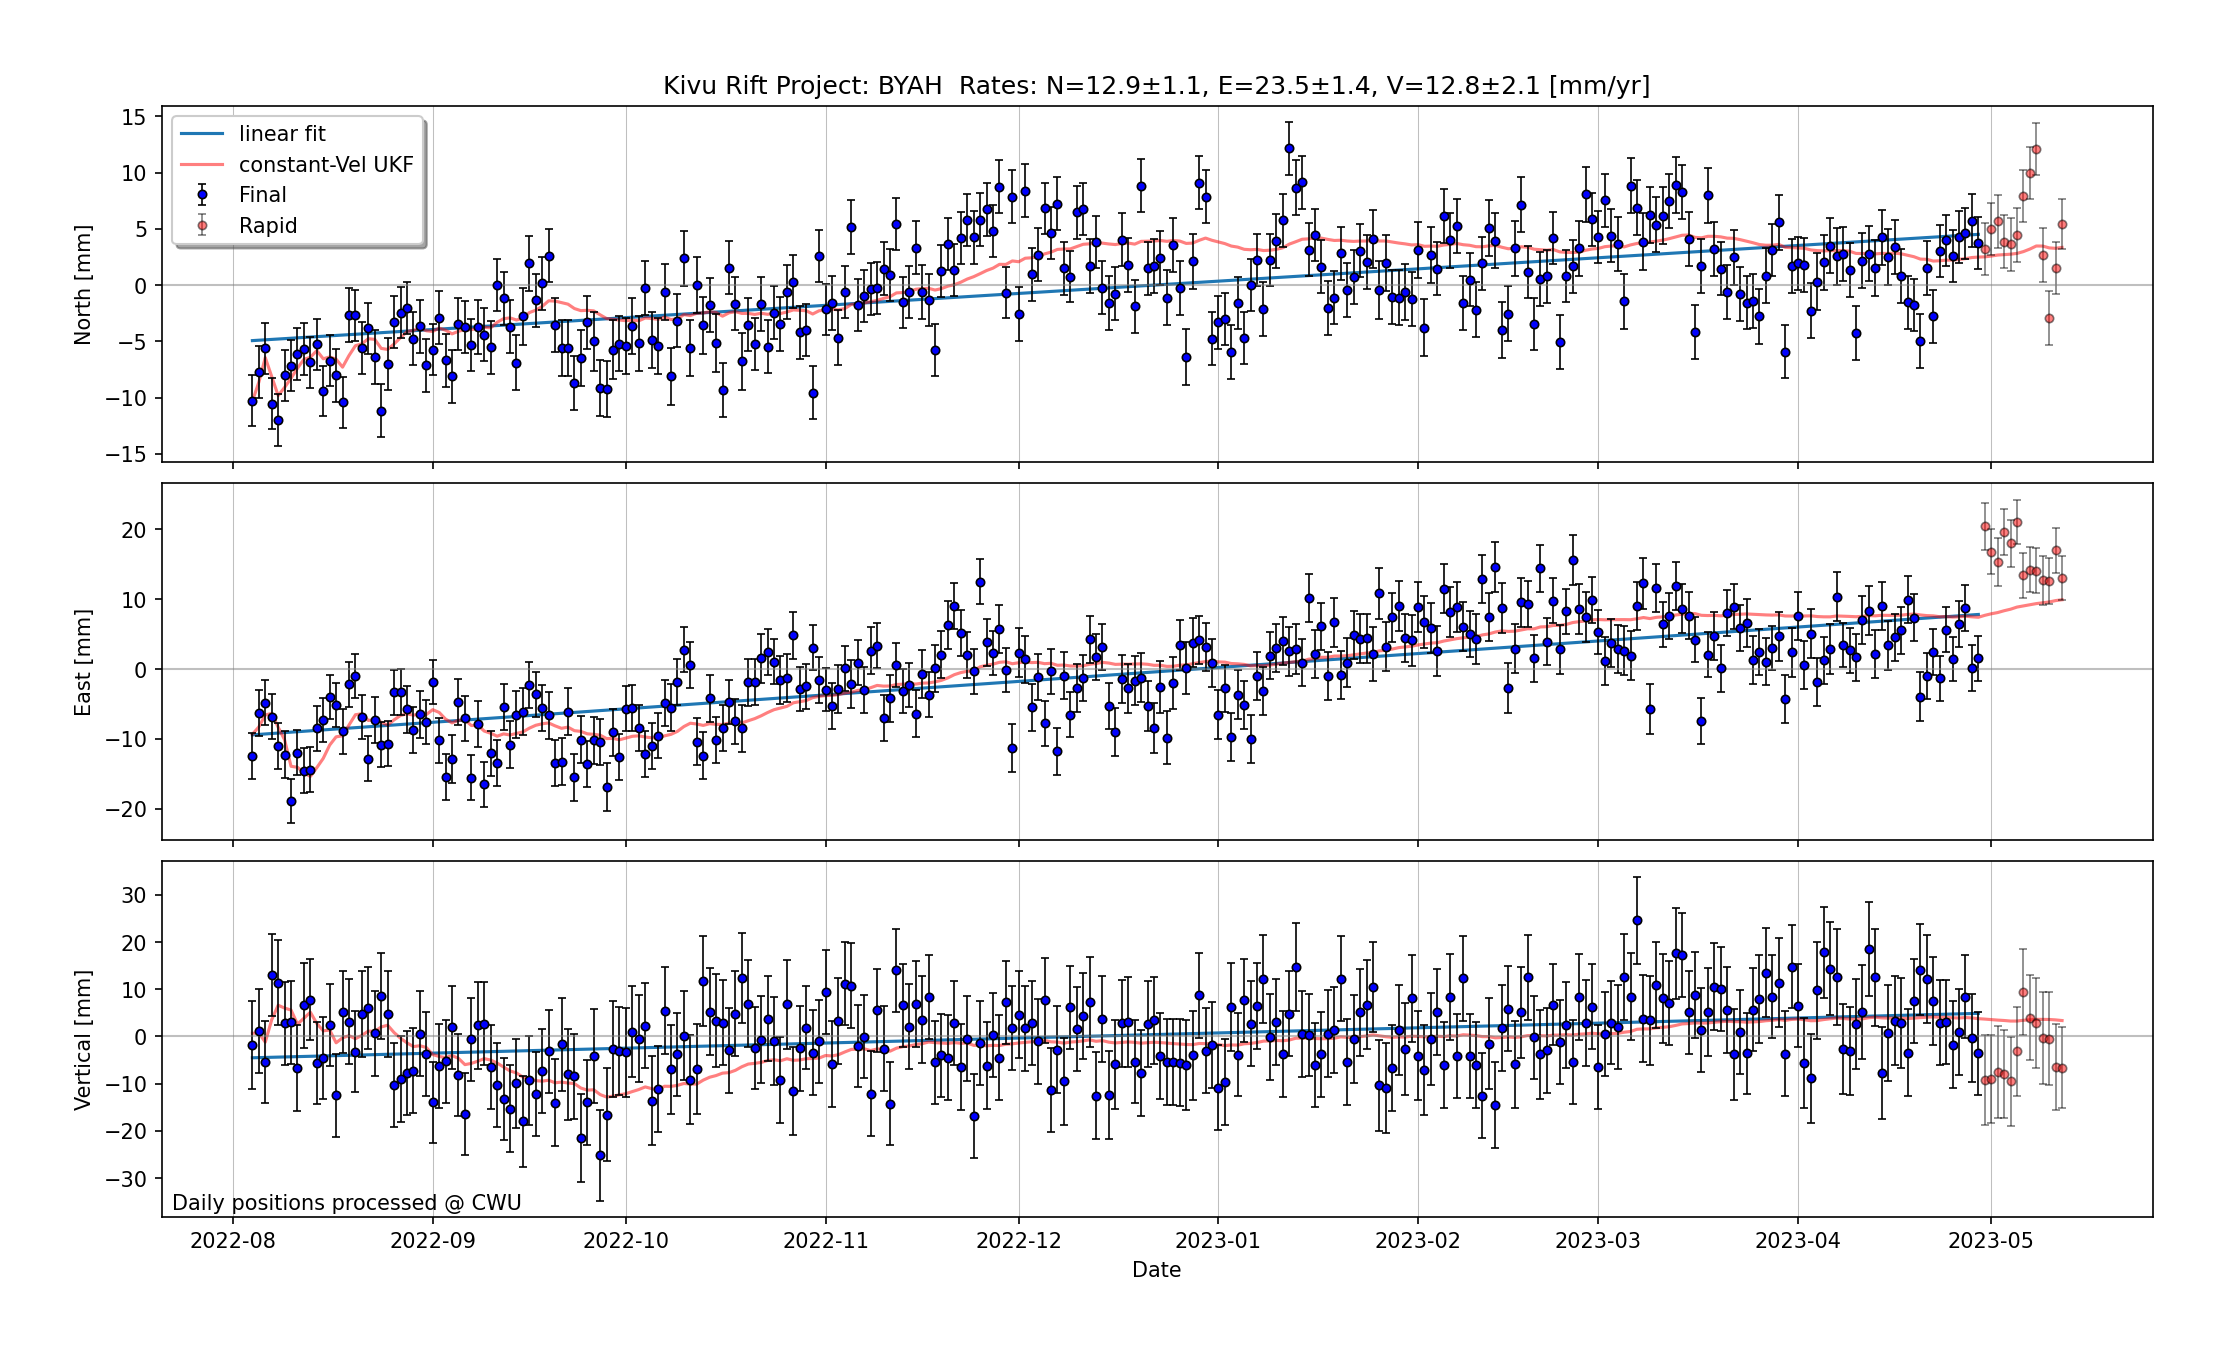 Kivu Rift Project: BYAH  Rates: N=12.9±1.1, E=23.5±1.4, V=12.8±2.1 [mm/yr]
linear fit
constant-Vel UKF
Final
Rapid
North [mm]
15
10
5
0
−5
−10
−15
East [mm]
20
10
0
−10
−20
Vertical [mm]
30
20
10
0
−10
−20
−30
Daily positions processed @ CWU
2022-08 2022-09 2022-10 2022-11 2022-12 2023-01 2023-02 2023-03 2023-04 2023-05
Date